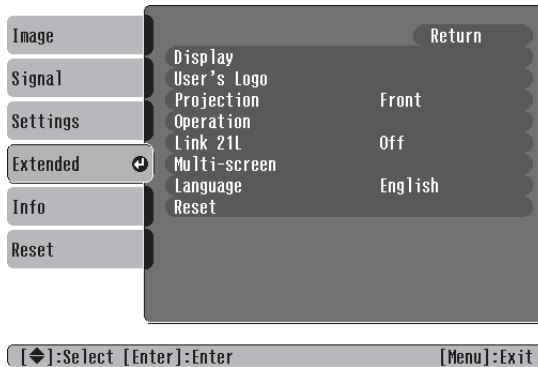 Image
Signal
Settings
Extended
Info
Reset
Return
Display
User's Logo
Projection Front
Operation
Link 21L Off
Multi-screen
Language English
Reset
[◆]:Select [Enter]:Enter [Menu]:Exit